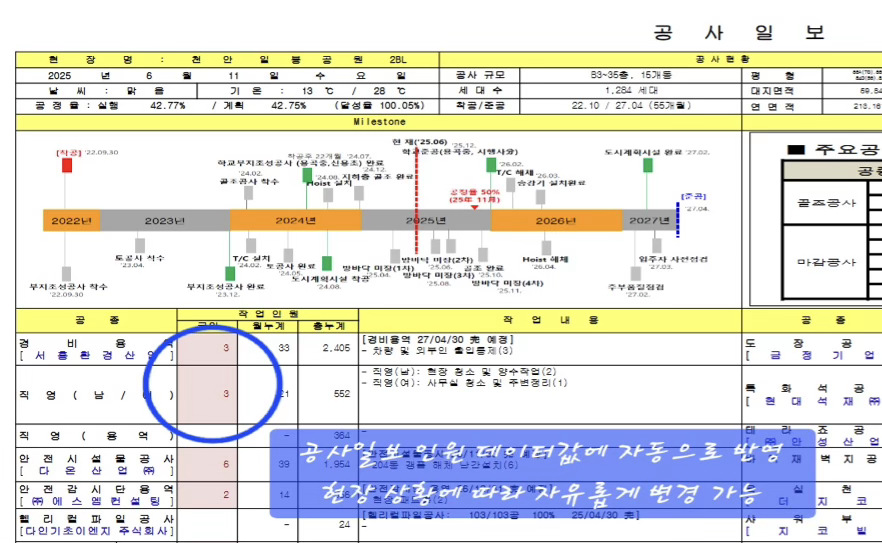 공 사 일 보
현 장 명 : 천 안 일 봉 공 원 2BL
공 사 현 황
2025 년 6 월 11 일 수 요 일
공사 규모
B3~35층, 15개동
평 형
날 씨 : 맑 음
기 온 : 13 ℃ / 28 ℃
세 대 수
1,284 세대
대지면적
59.84
공 정 율 : 실행 42.77% / 계획 42.75% (달성율 100.05%)
착공/준공
22.10 / 27.04 (55개월)
연 면 적
213.16
Milestone
현 재('25.06)
[착공] '22.09.30
착공후 22개월 '24.07.
학교부지조성공사 (용곡중,신용초) 완료
'25.12.
학교준공(용곡중, 시행사왕)
도시계획시설 완료 '27.02.
'24.02.
골조공사 착수
'24.08.
Hoist 설치
'24.12.
지하층 골조 완료
'26.02.
T/C 해체
'26.03.
승강기 설치완료
공정률 50%
(25년 11월)
[준공]
'27.04.
2022년
2023년
2024년
2025년
2026년
2027년
부지조성공사 착수
'22.09.30
토공사 착수
'23.04.
부지조성공사 완료
'23.12.
T/C 설치
'24.02.
토공사 완료
'24.05.
도시계획시설 착공
'24.08.
방바닥 미장(1차)
'25.04.
방바닥 미장(2차)
'25.06.
방바닥 미장(3차)
'25.08.
골조 완료
'25.10.
방바닥 미장(4차)
'25.11.
Hoist 해체
'26.04.
입주자 사전점검
'27.03.
주부품질점검
'27.02.
■ 주요공
공종
골조공사
마감공사
공 종
작 업 인 원
금일
월누계
총누계
작 업 내 용
공 종
경 비 용 역
[ 서 흥 환 경 산 업 ]
3
33
2,405
[경비용역 27/04/30 完 예정]
- 차량 및 외부인 출입통제(3)
도 장 공
[ 금 정 기 업
직 영 ( 남 / 여 )
3
21
552
- 직영(남): 현장 청소 및 양수작업(2)
- 직영(여): 사무실 청소 및 주변정리(1)
특 화 석 공
[ 현 대 석 재 ㈜
직 영 ( 용 역 )
-
364
안 전 시 설 물 공 사
[ 다 온 산 업 ㈜ ]
6
39
1,954
204동 갱폼 해체 난간설치(6)
벽 지 공
안 전 감 시 단 용 역
[ ㈜ 에 스 엠 컨 설 팅 ]
2
14
헬 리 컬 파 일 공 사
[다인기초이엔지 주식회사]
-
24
[헬리컬파일공사: 103/103공 100% 25/04/30 完]
-
샤 워 부
[ 지 코 빌
공사일보 인원 데이터값에 자동으로 반영
현장 상황에 따라 자유롭게 변경 가능